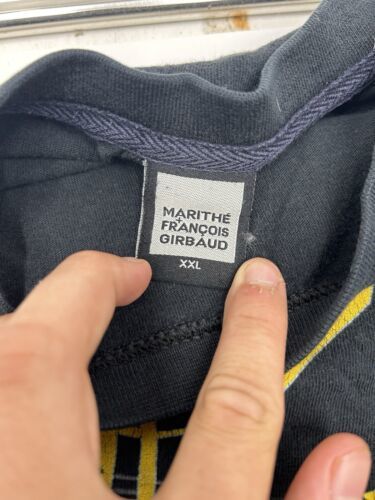 MARITHÉ
+
FRANÇOIS
GIRBAUD
XXL